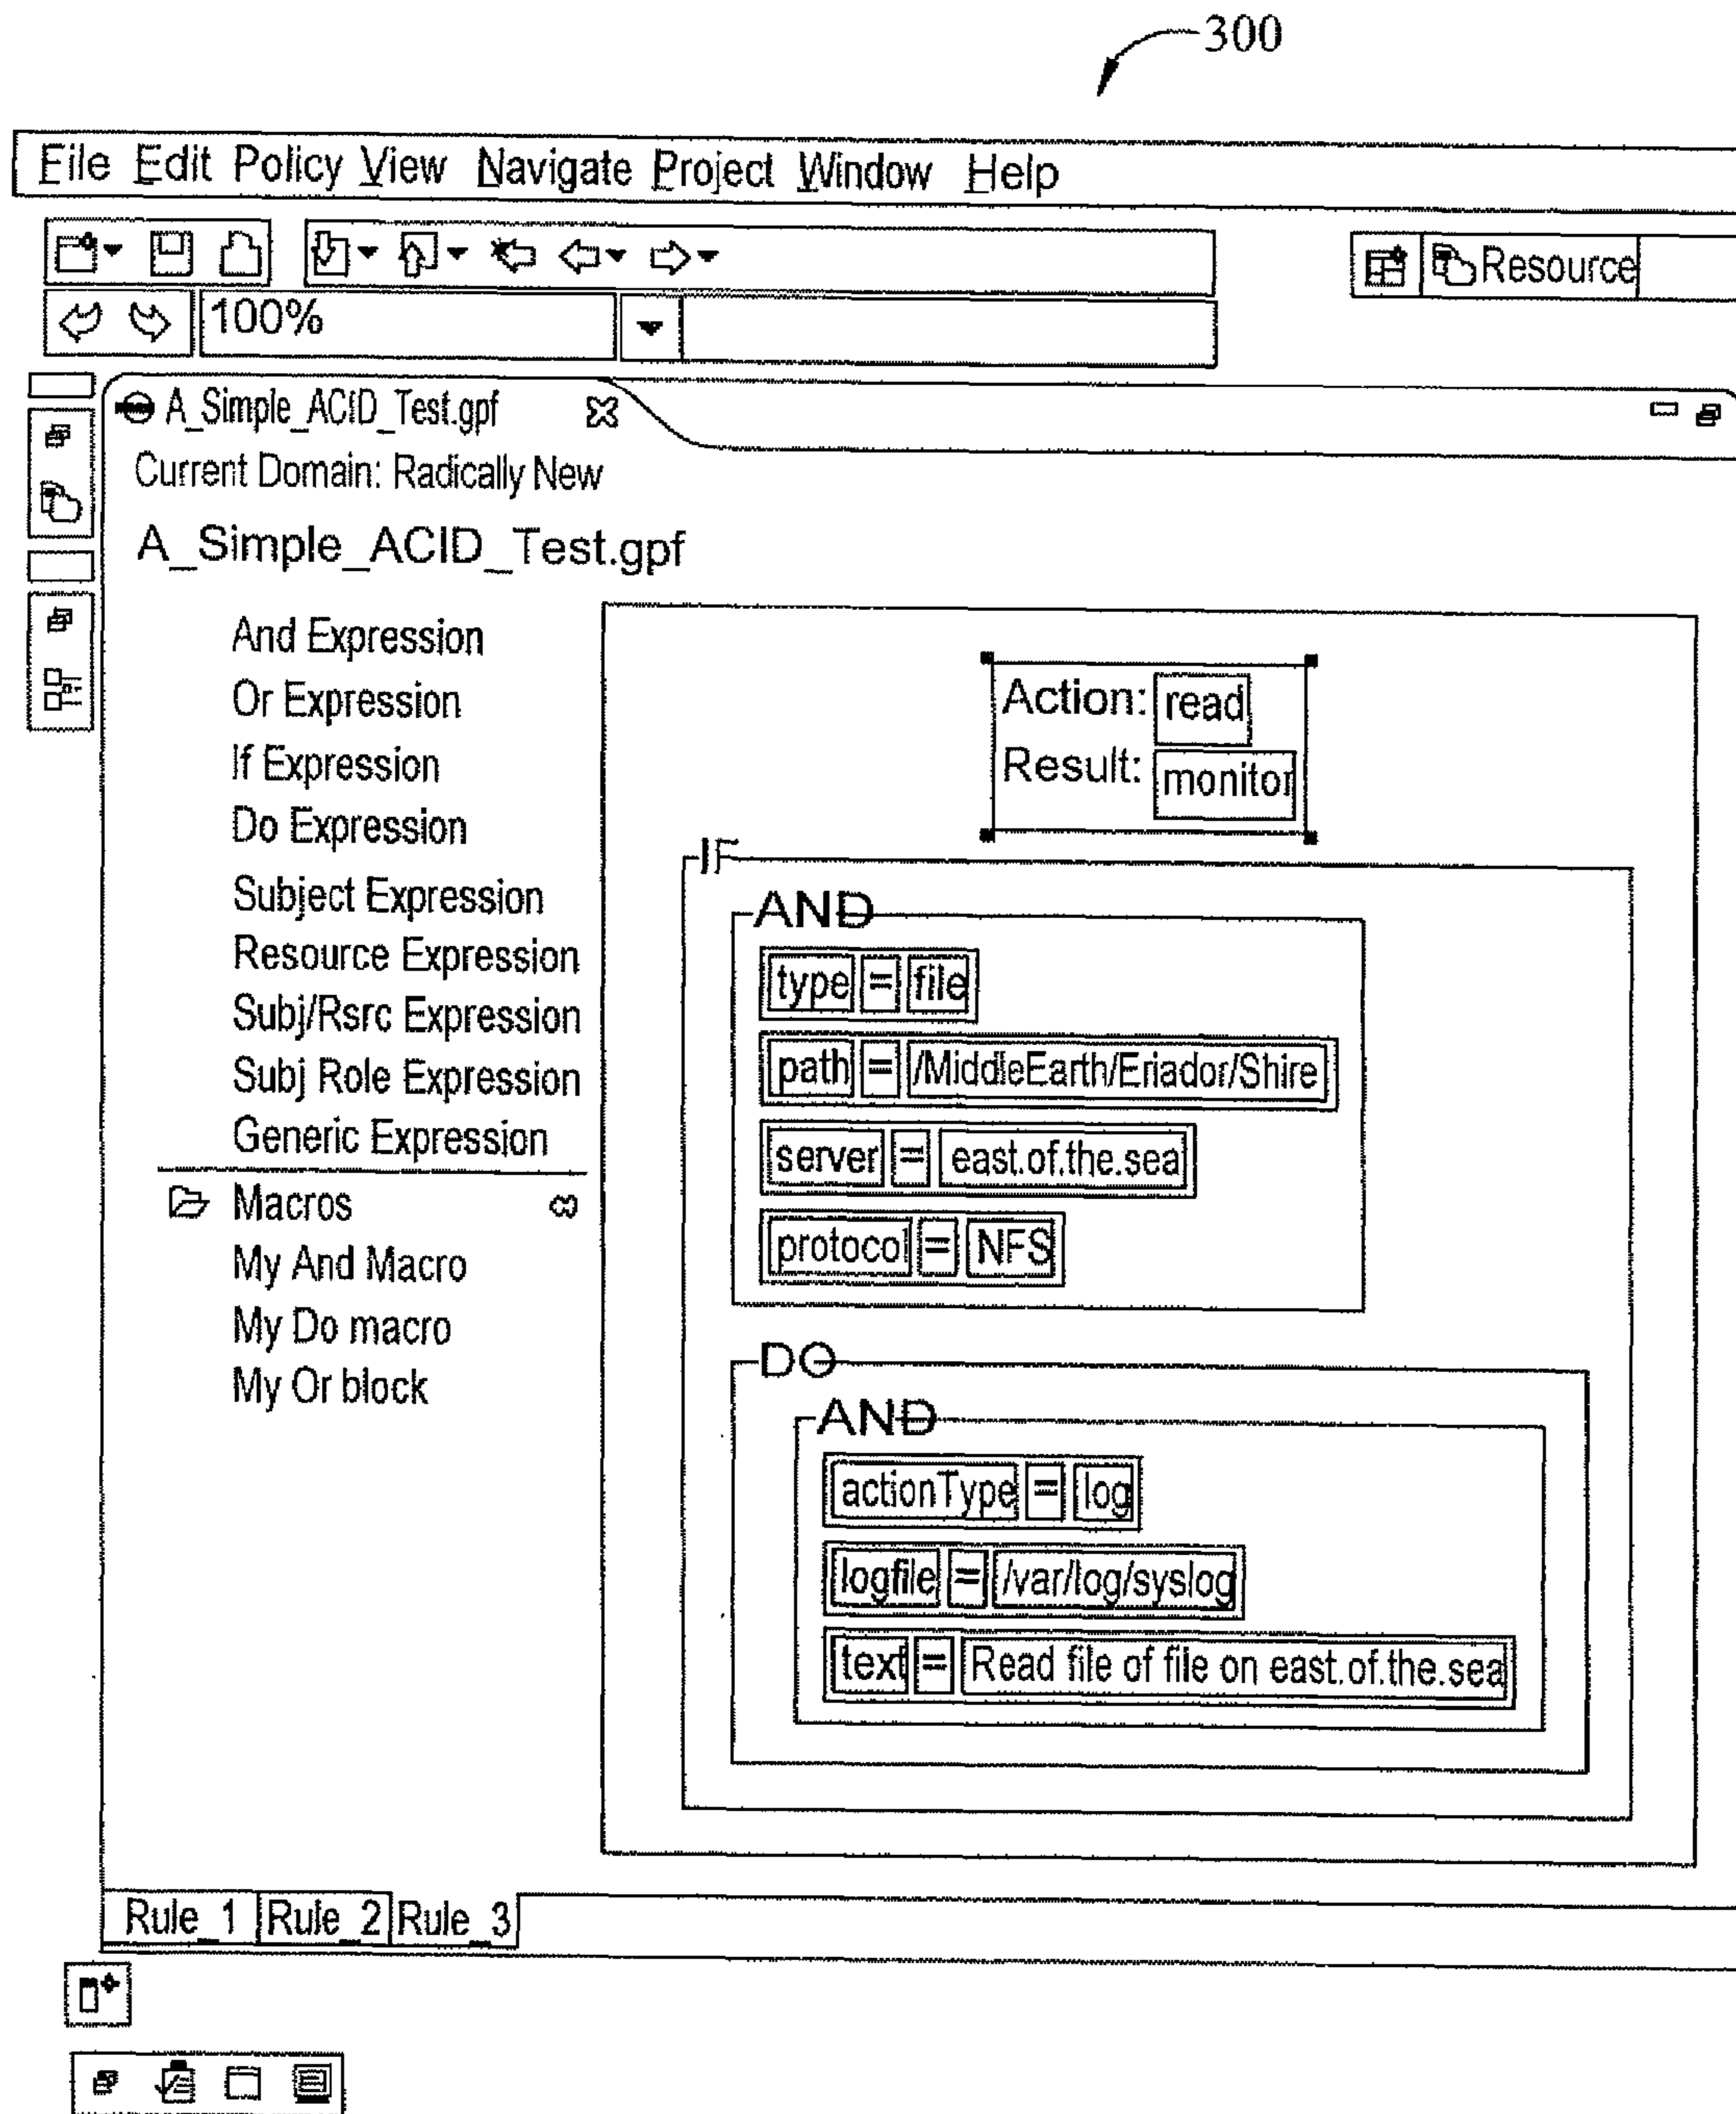 300
File Edit Policy View Navigate Project Window Help
Resource
100%
A_Simple_ACID_Test.gpf
Current Domain: Radically New
A_Simple_ACID_Test.gpf
And Expression
Or Expression
If Expression
Do Expression
Subject Expression
Resource Expression
Subj/Rsrc Expression
Subj Role Expression
Generic Expression
Macros
My And Macro
My Do macro
My Or block
Action: read
Result: monitor
IF
AND
type = file
path = /MiddleEarth/Eriador/Shire
server = east.of.the.sea
protocol = NFS
DO
AND
actionType = log
logfile = /var/log/syslog
text = Read file of file on east.of.the.sea
Rule_1 Rule_2 Rule_3